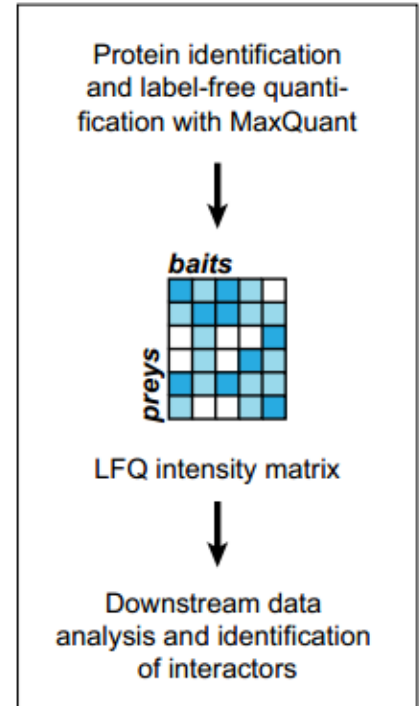 Protein identification
and label-free quanti-
fication with MaxQuant
baits
preys
LFQ intensity matrix
Downstream data
analysis and identification
of interactors